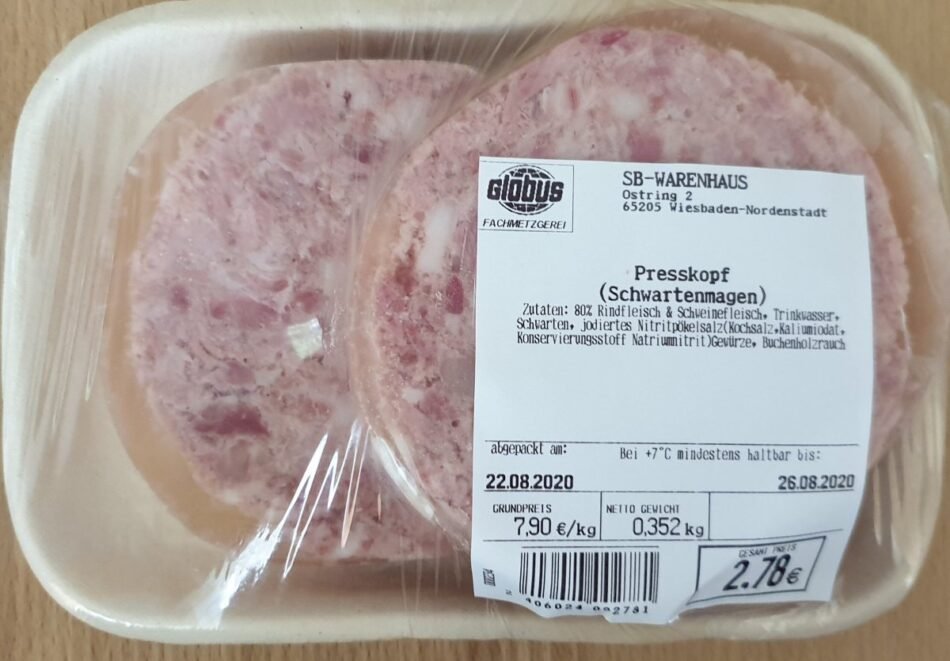 GLOBUS
FACHMETZGEREI
SB-WARENHAUS
Ostring 2
65205 Wiesbaden-Nordenstadt
Presskopf
(Schwartenmagen)
Zutaten: 80% Rindfleisch & Schweinefleisch, Trinkwasser,
Schwarten, jodiertes Nitritpökelsalz(Kochsalz,Kaliumiodat,
Konservierungsstoff Natriumnitrit)Gewürze, Buchenholzrauch
abgepackt am:
Bei +7°C mindestens haltbar bis:
22.08.2020
26.08.2020
GRUNDPREIS
NETTO GEWICHT
7,90 €/kg
0,352 kg
GESAMT PREIS
2.78€